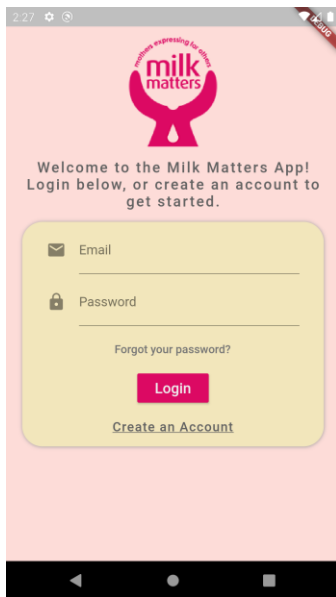 2:27
DEBUG
mothers expressing for others
milk
matters
Welcome to the Milk Matters App!
Login below, or create an account to
get started.
Email
Password
Forgot your password?
Login
Create an Account